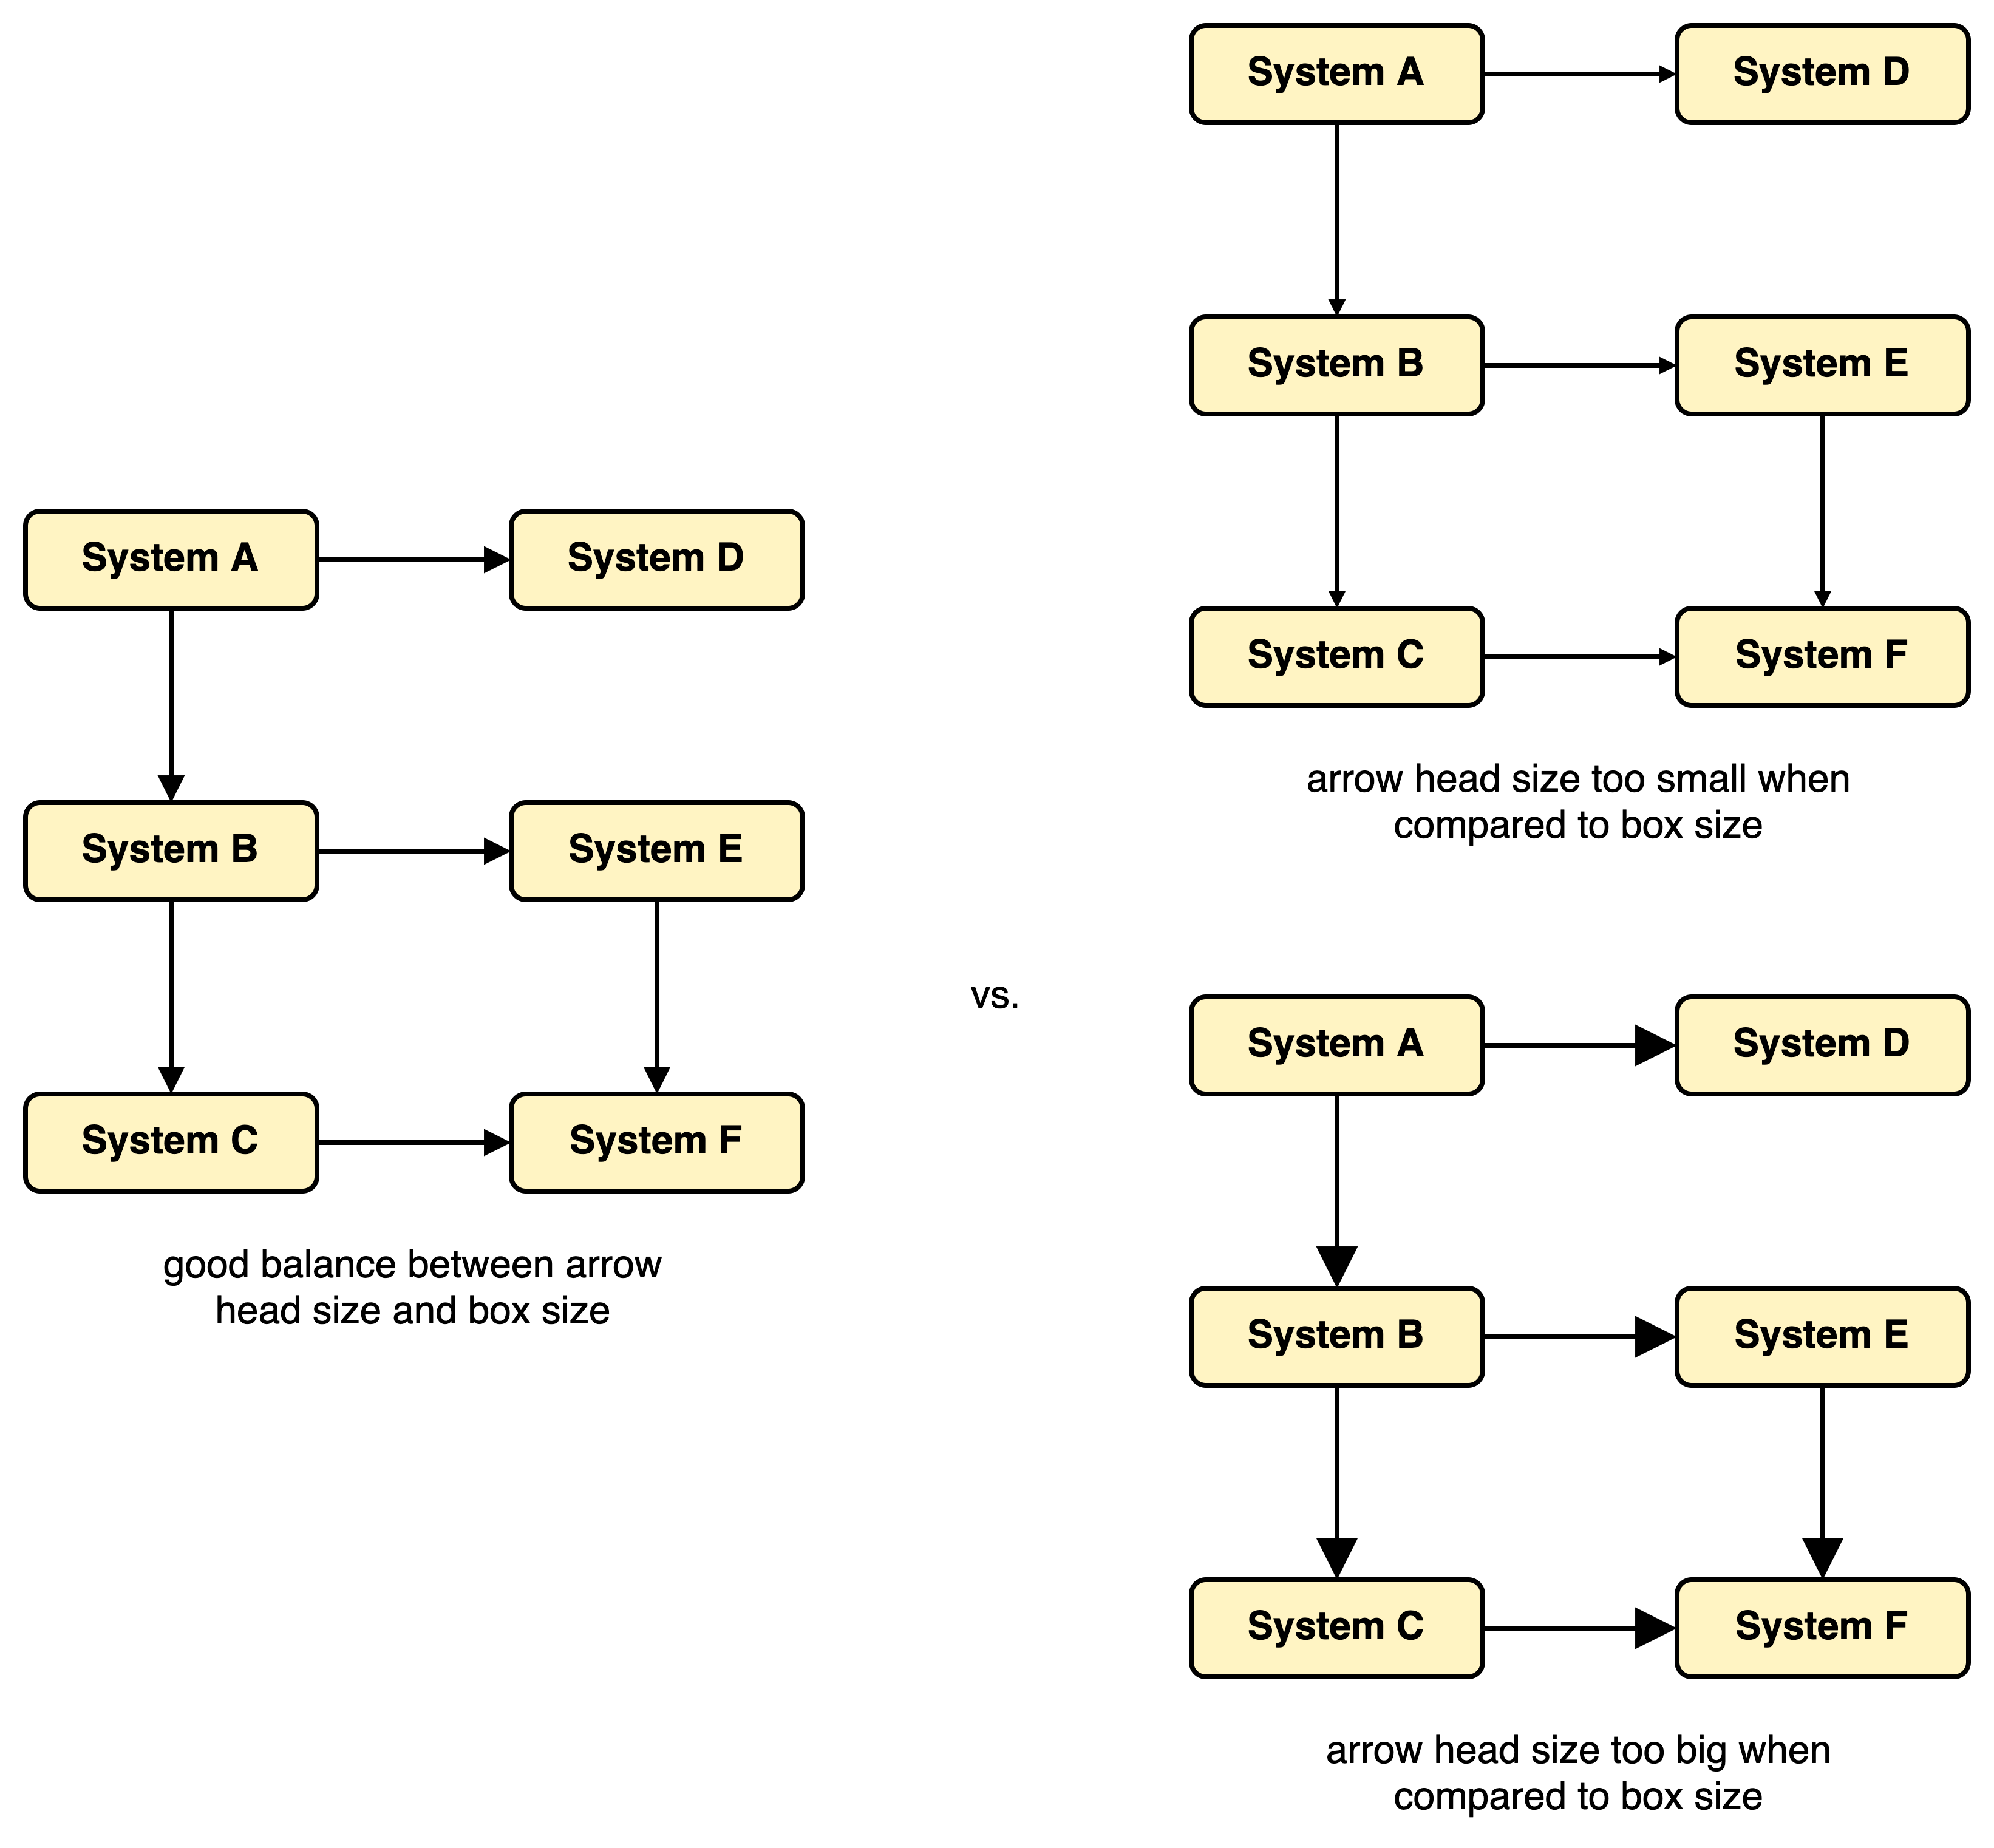 System A
System D
System B
System E
System C
System F
good balance between arrow
head size and box size
vs.
System A
System D
System B
System E
System C
System F
arrow head size too small when
compared to box size
System A
System D
System B
System E
System C
System F
arrow head size too big when
compared to box size